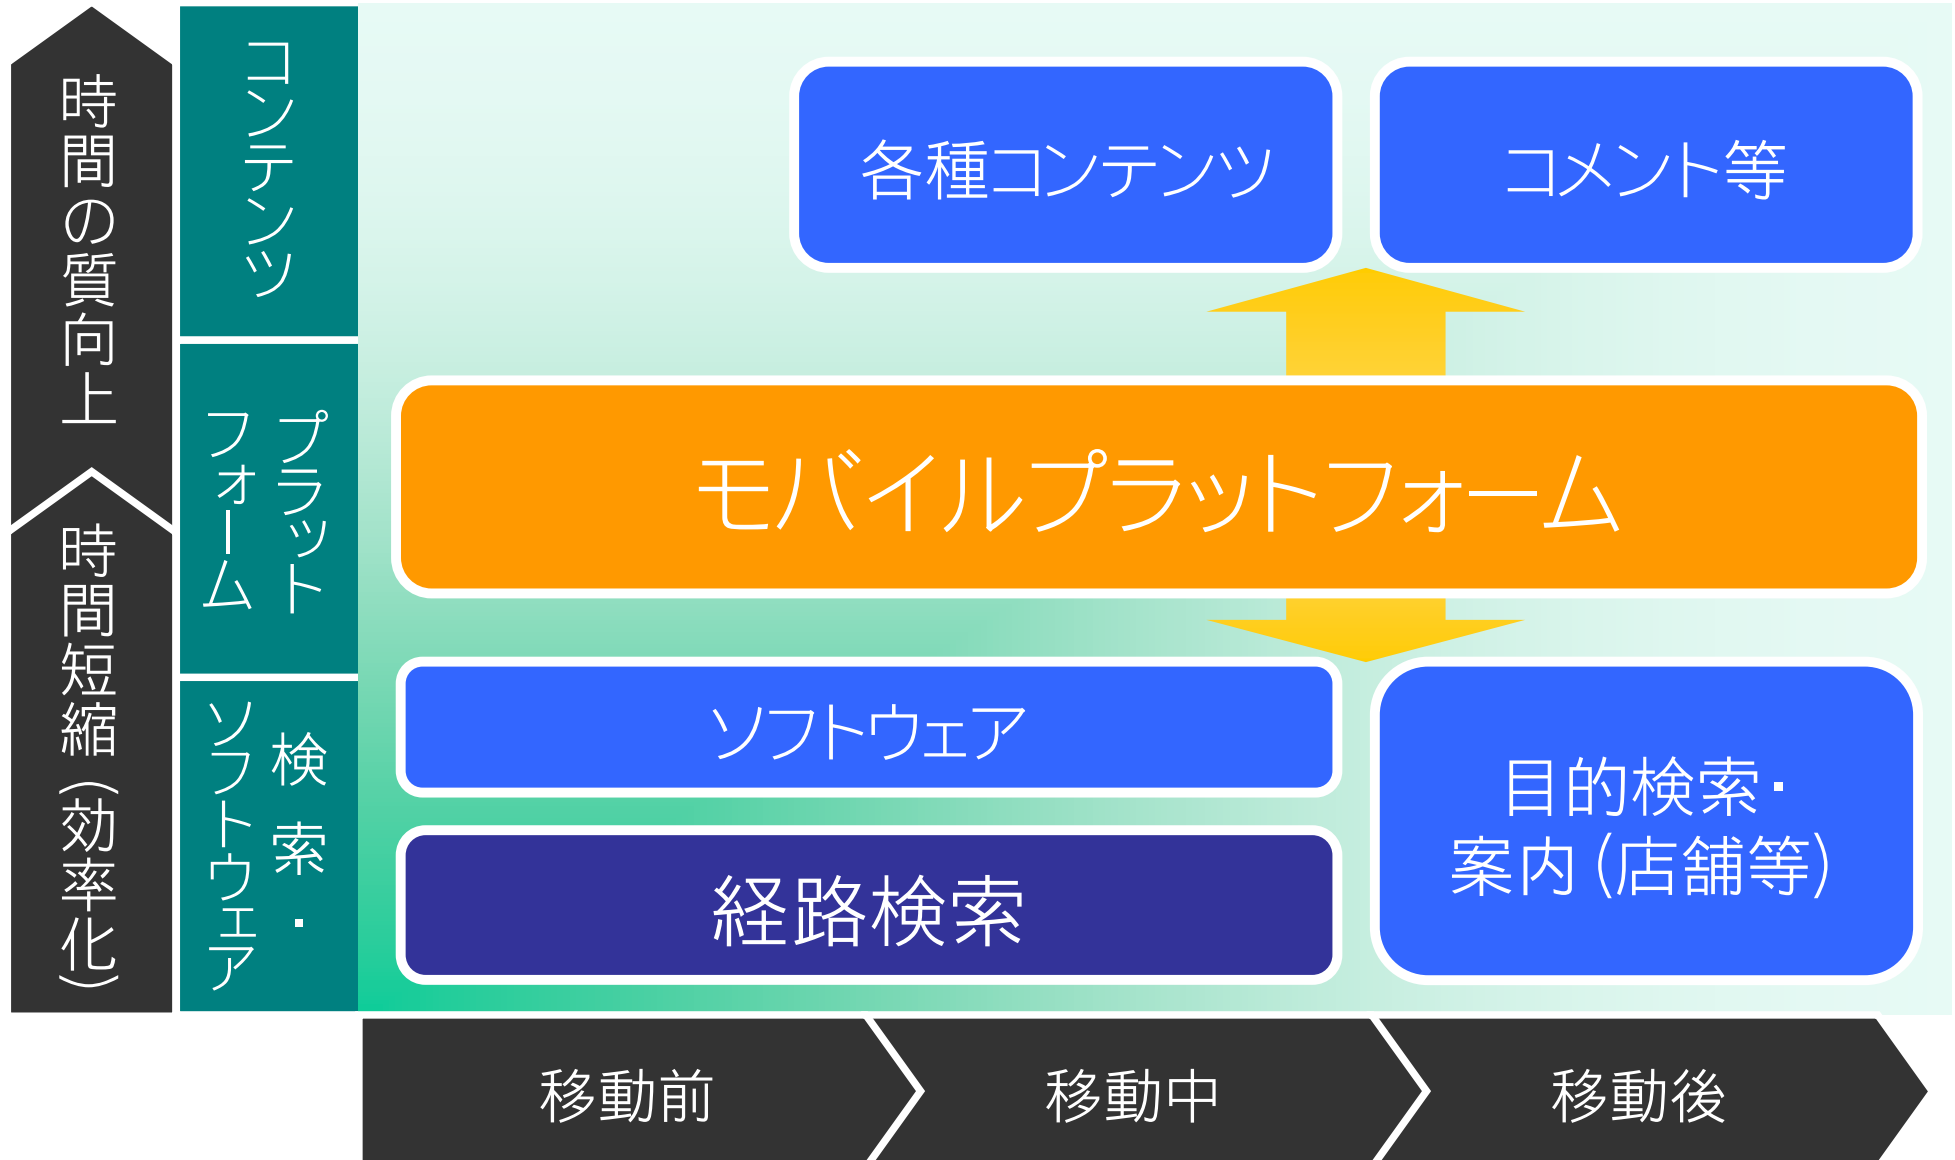 時間の質向上
時間短縮(効率化)
コンテンツ
プラット
フォーム
検索・
ソフトウェア
各種コンテンツ
コメント等
モバイルプラットフォーム
ソフトウェア
経路検索
目的検索・
案内(店舗等)
移動前
移動中
移動後